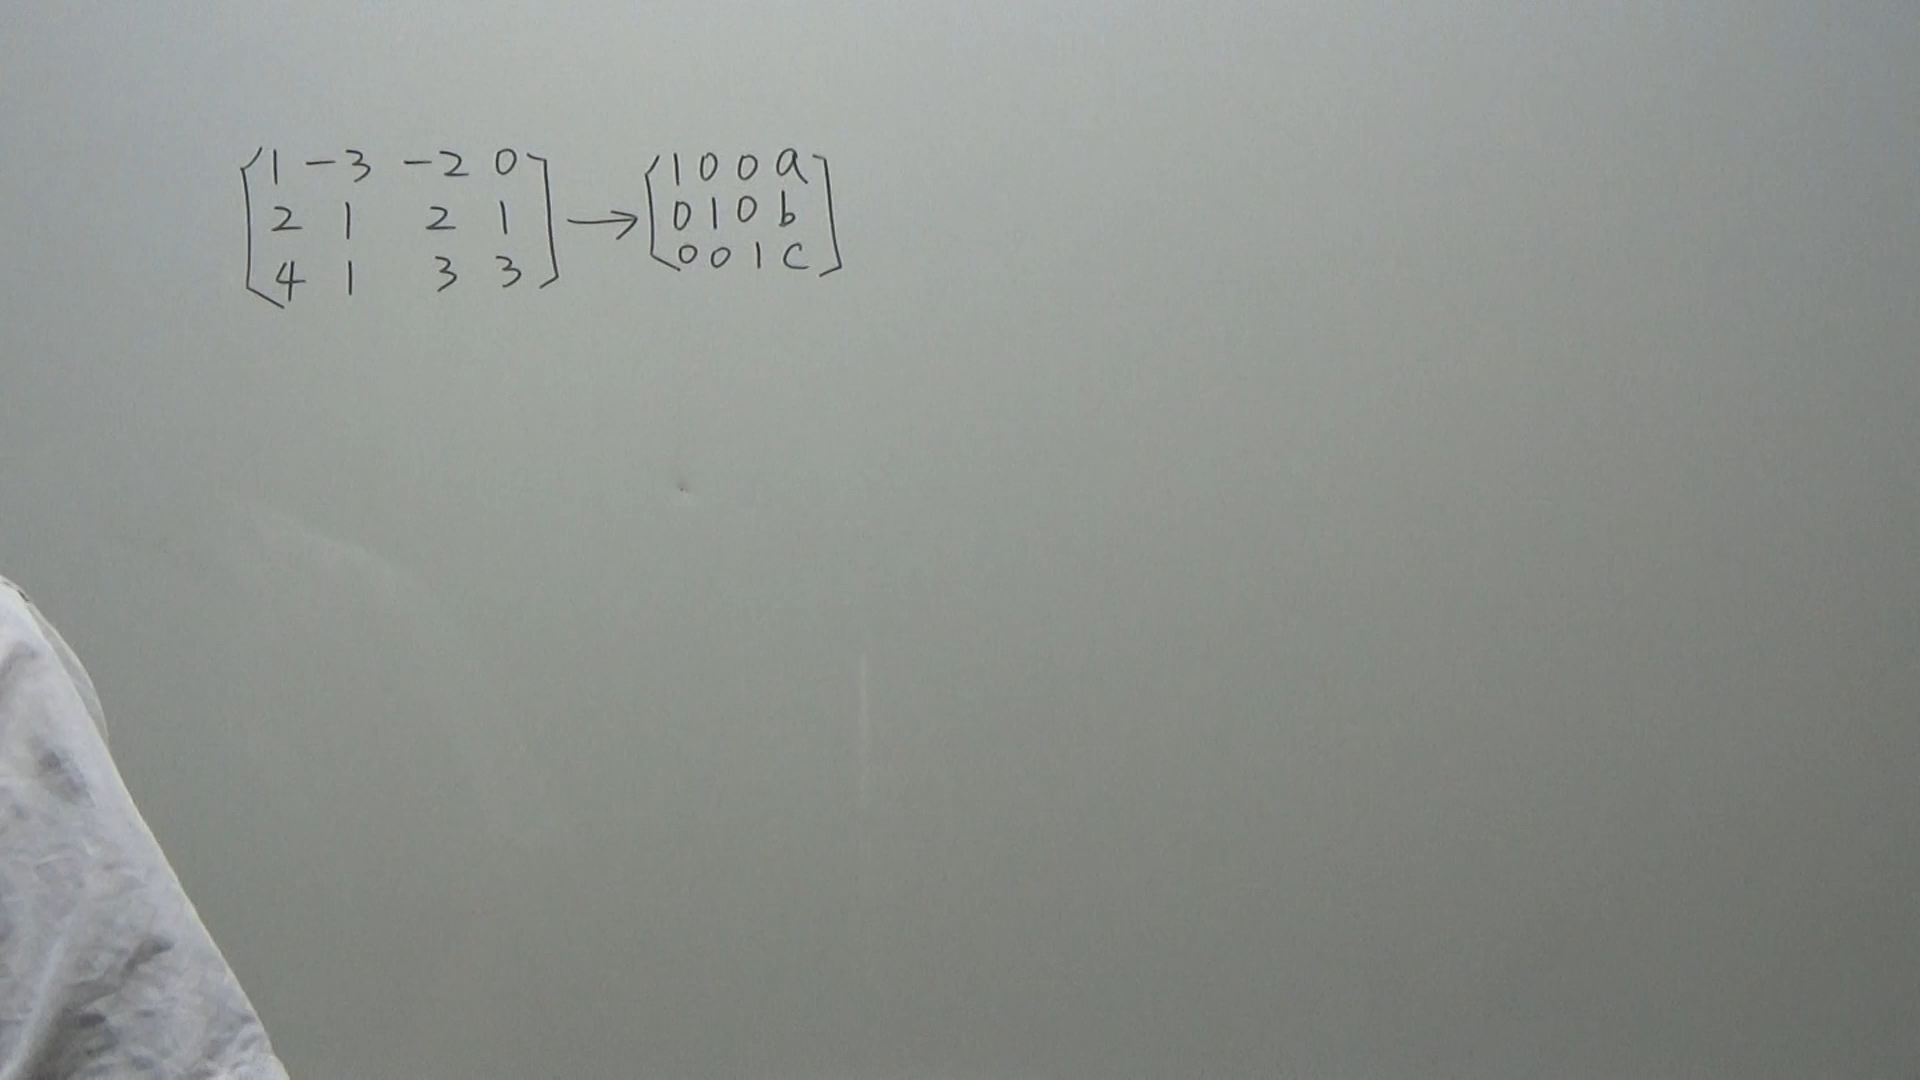 1 -3 -2 0 1 0 0 a
2 1 2 1 → 0 1 0 b
4 1 3 3 0 0 1 c